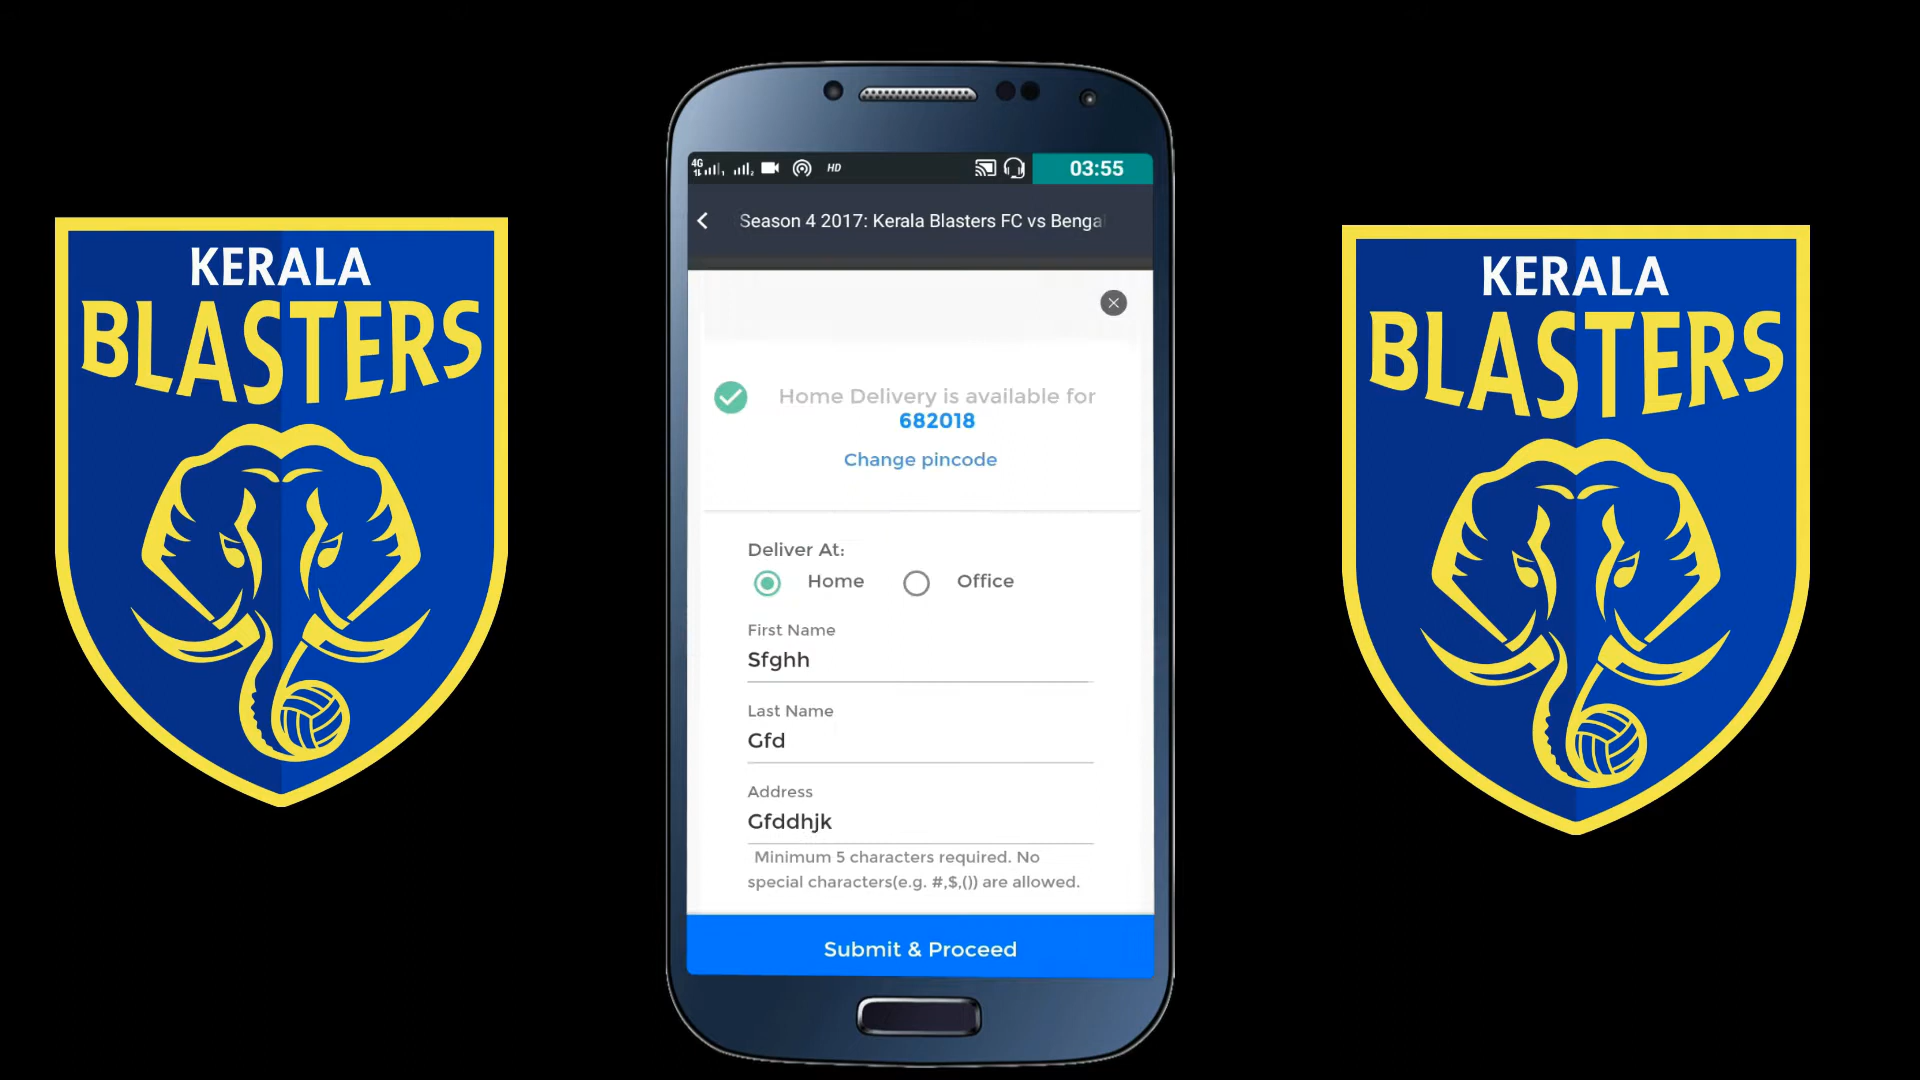 KERALA
BLASTERS
4G
HD
03:55
Season 4 2017: Kerala Blasters FC vs Benga
Home Delivery is available for
682018
Change pincode
Deliver At:
Home
Office
First Name
Sfghh
Last Name
Gfd
Address
Gfddhjk
Minimum 5 characters required. No
special characters(e.g. #,$,()) are allowed.
Submit & Proceed
KERALA
BLASTERS